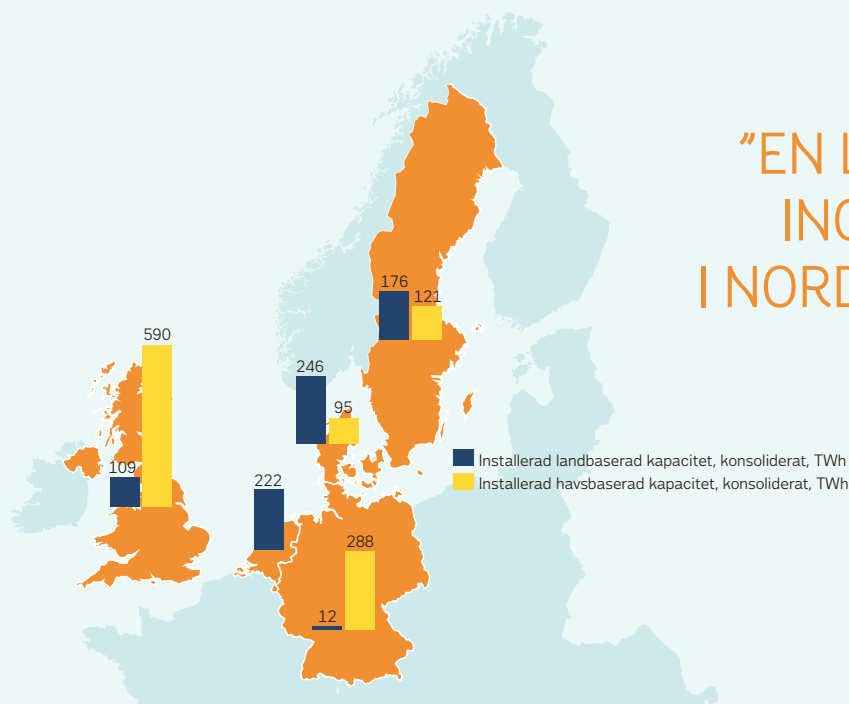 ”EN L
ING
I NORD
176
121
590
246
95
109
Installerad landbaserad kapacitet, konsoliderat, TWh
222
Installerad havsbaserad kapacitet, konsoliderat, TWh
288
12